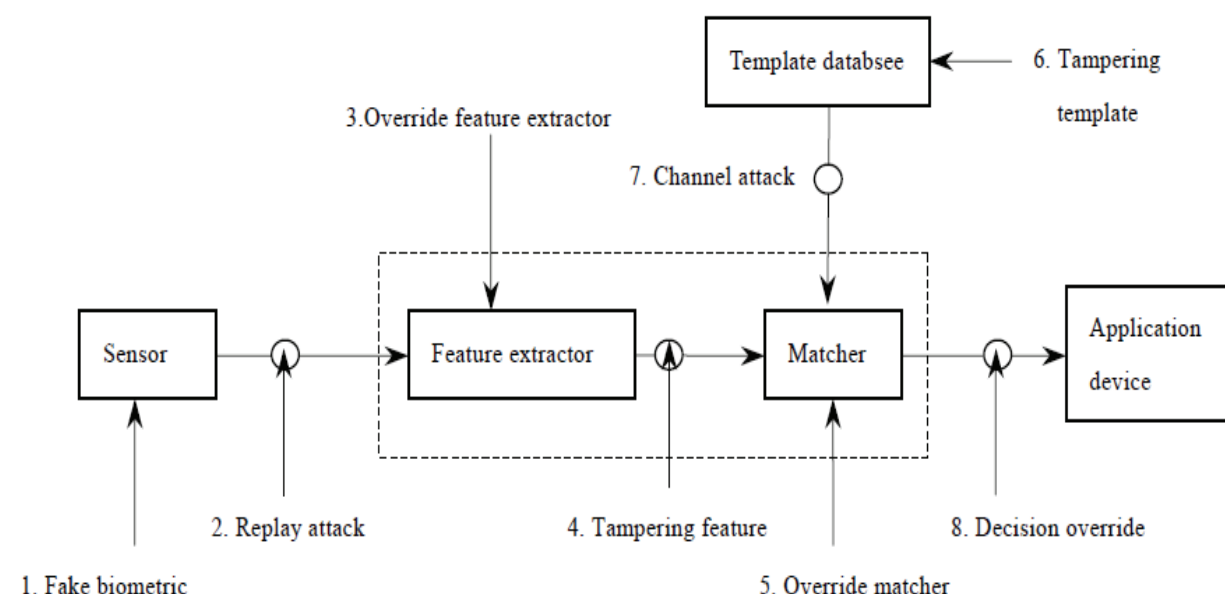 Template databsee
6. Tampering
template
3.Override feature extractor
7. Channel attack
Sensor
Feature extractor
Matcher
Application
device
2. Replay attack
4. Tampering feature
8. Decision override
1. Fake biometric
5. Override matcher